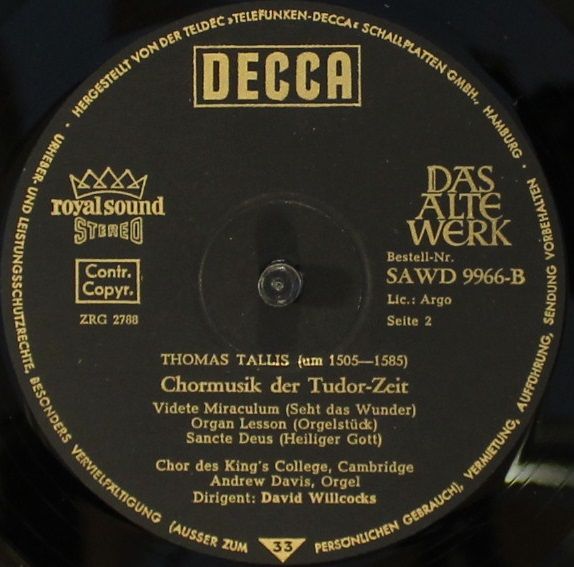 · HERGESTELLT VON DER TELDEC »TELEFUNKEN-DECCA« SCHALLPLATTEN GMBH., HAMBURG ·
DECCA
royal sound
STEREO
DAS
ALTE
WERK
Contr.
Copyr.
ZRG 2788
Bestell-Nr.
SAWD 9966-B
Lic.: Argo
Seite 2
THOMAS TALLIS (um 1505—1585)
Chormusik der Tudor-Zeit
Videte Miraculum (Seht das Wunder)
Organ Lesson (Orgelstück)
Sancte Deus (Heiliger Gott)
Chor des King's College, Cambridge
Andrew Davis, Orgel
Dirigent: David Willcocks
33
URHEBER- UND LEISTUNGSSCHUTZRECHTE, BESONDERS VERVIELFÄLTIGUNG (AUSSER ZUM PERSÖNLICHEN GEBRAUCH), VERMIETUNG, AUFFÜHRUNG, SENDUNG VORBEHALTEN